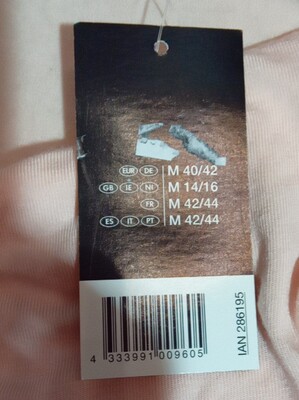 EUR DE M 40/42
GB IE NI M 14/16
FR M 42/44
ES IT PT M 42/44
4 333991 009605
IAN 286195